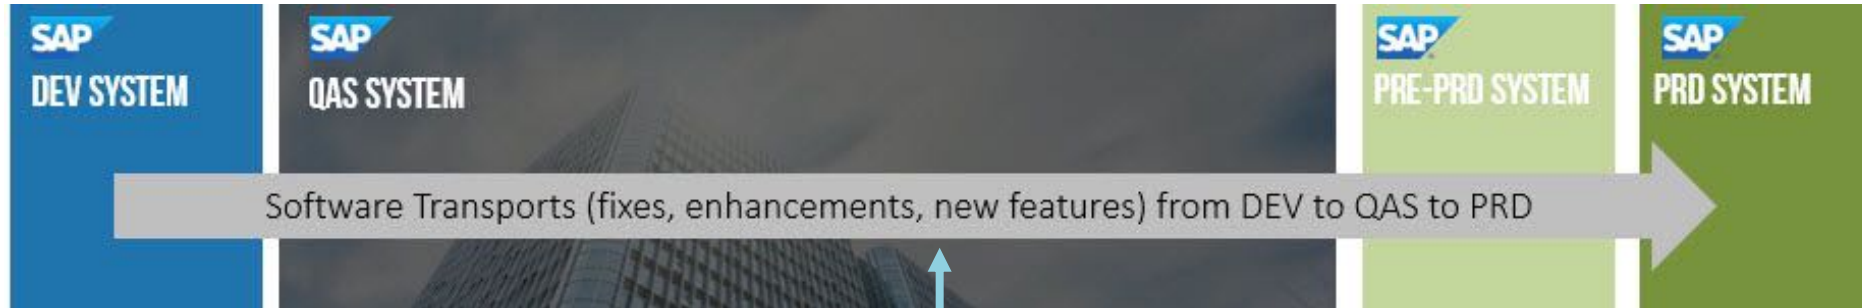 SAP
DEV SYSTEM
SAP
QAS SYSTEM
SAP
PRE-PRD SYSTEM
SAP
PRD SYSTEM
Software Transports (fixes, enhancements, new features) from DEV to QAS to PRD